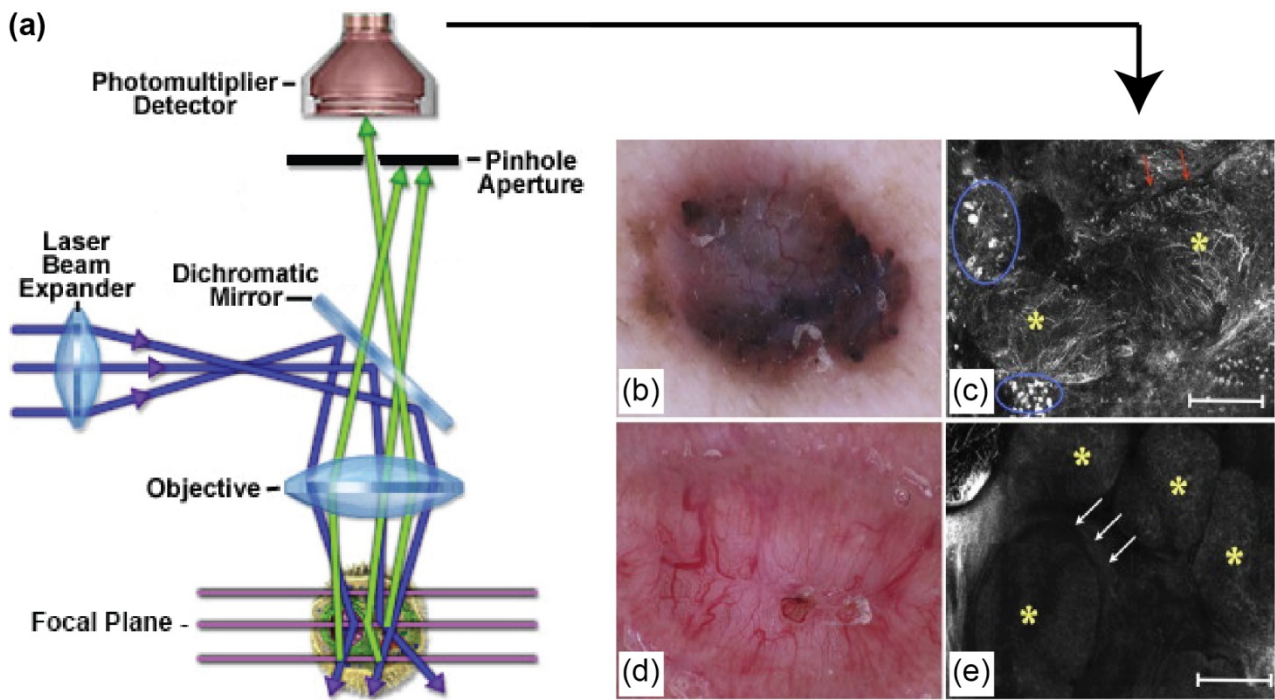 (a)
Photomultiplier
Detector
Pinhole
Aperture
Laser
Beam
Expander
Dichromatic
Mirror
Objective
Focal Plane
(b)
(c)
*
*
(d)
(e)
*
*
*
*